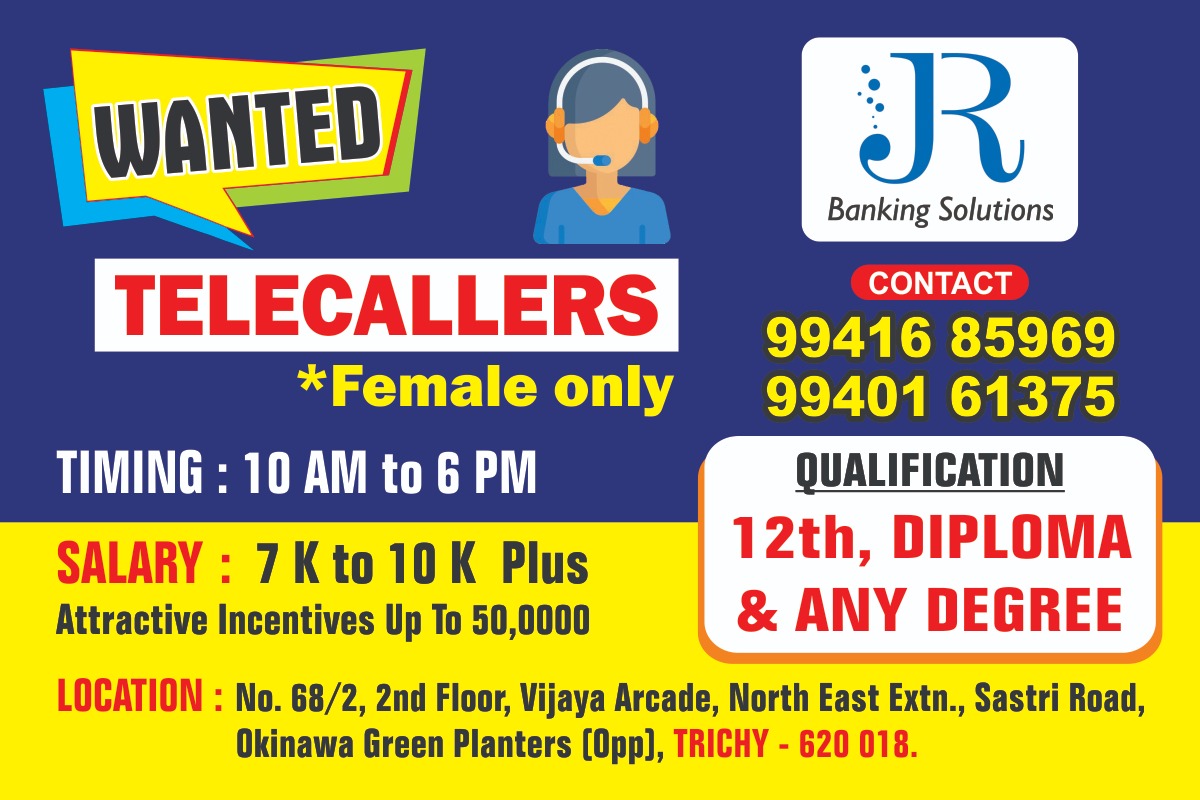 WANTED
TELECALLERS
*Female only
TIMING : 10 AM to 6 PM
SALARY : 7 K to 10 K Plus
Attractive Incentives Up To 50,0000
JR
Banking Solutions
CONTACT
99416 85969
99401 61375
QUALIFICATION
12th, DIPLOMA
& ANY DEGREE
LOCATION : No. 68/2, 2nd Floor, Vijaya Arcade, North East Extn., Sastri Road,
Okinawa Green Planters (Opp), TRICHY - 620 018.